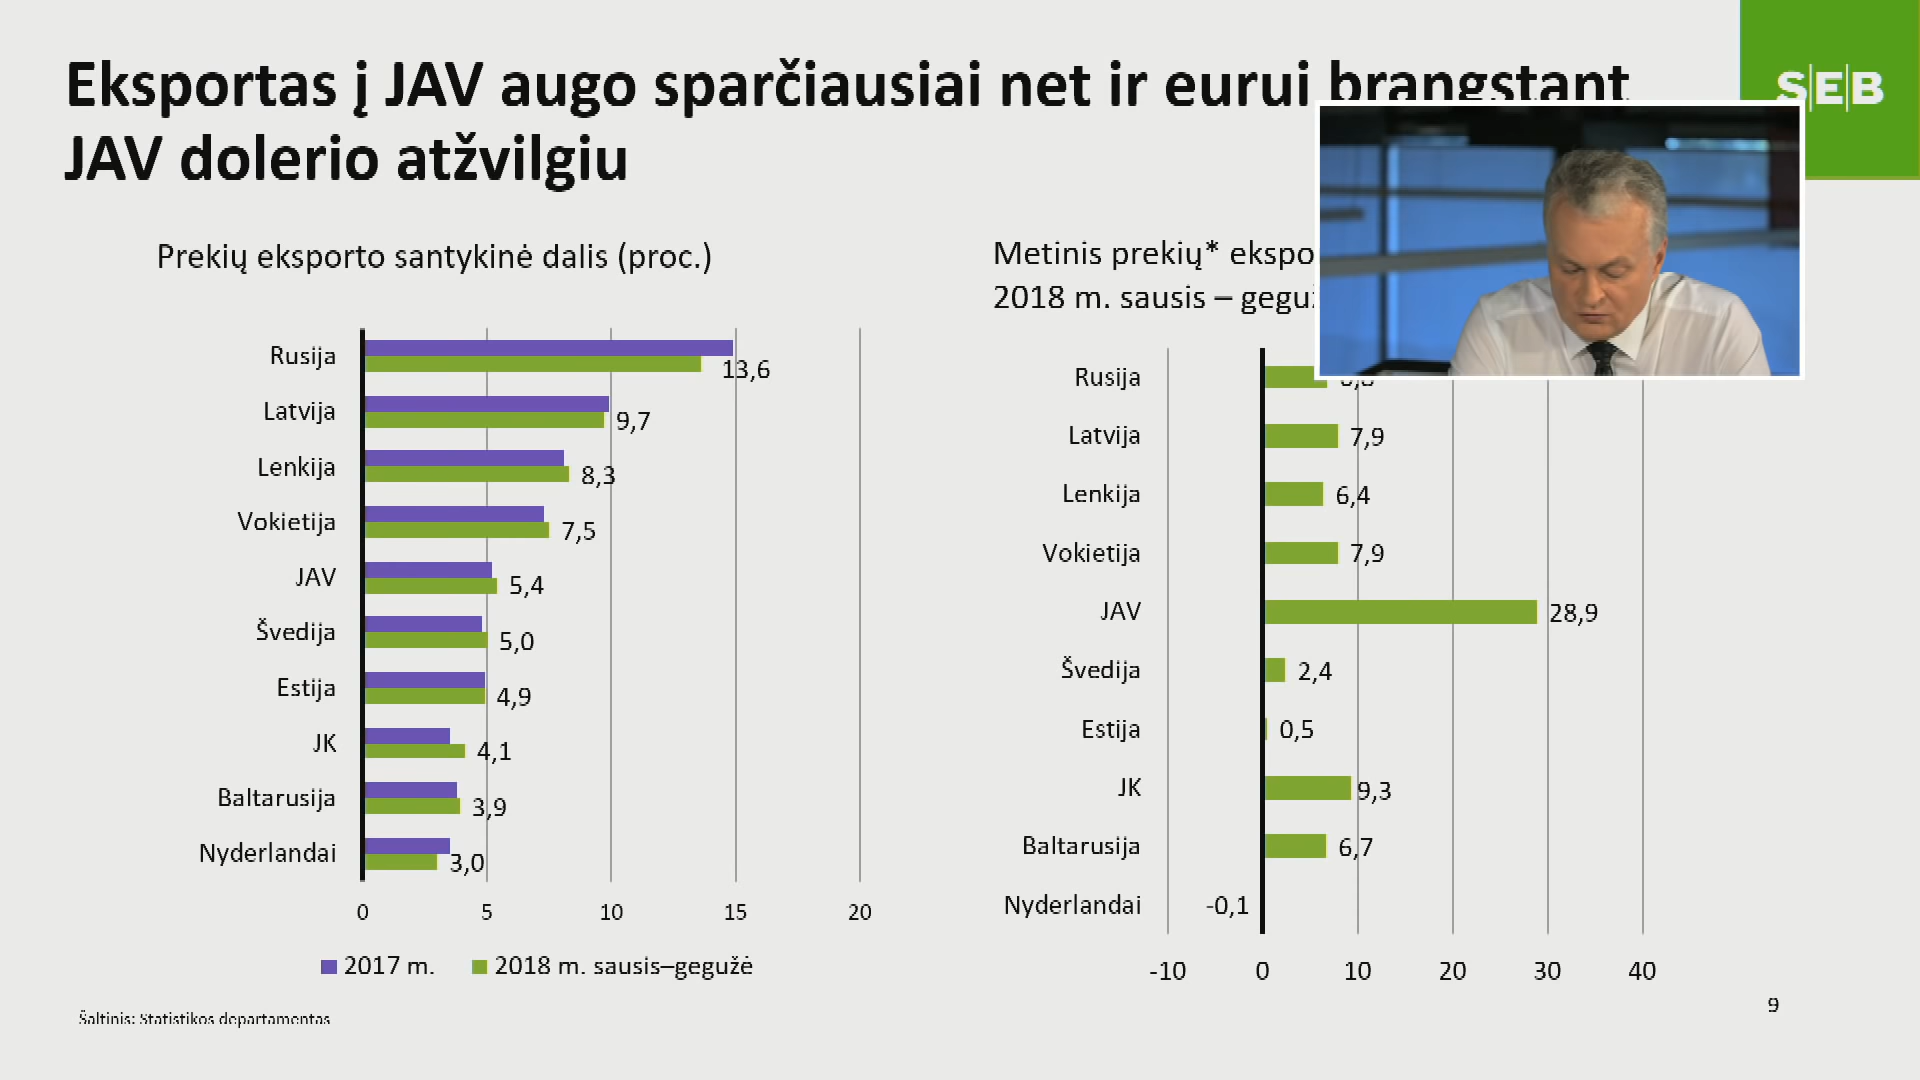 Eksportas į JAV augo sparčiausiai net ir eurui brangstant
JAV dolerio atžvilgiu
SEB
Prekių eksporto santykinė dalis (proc.)
Rusija 13,6
Latvija 9,7
Lenkija 8,3
Vokietija 7,5
JAV 5,4
Švedija 5,0
Estija 4,9
JK 4,1
Baltarusija 3,9
Nyderlandai 3,0
0 5 10 15 20
2017 m. 2018 m. sausis–gegužė
Metinis prekių*
2018 m. sausis –
Rusija
Latvija 7,9
Lenkija 6,4
Vokietija 7,9
JAV 28,9
Švedija 2,4
Estija 0,5
JK 9,3
Baltarusija 6,7
Nyderlandai -0,1
-10 0 10 20 30 40
Šaltinis: Statistikos departamentas
9